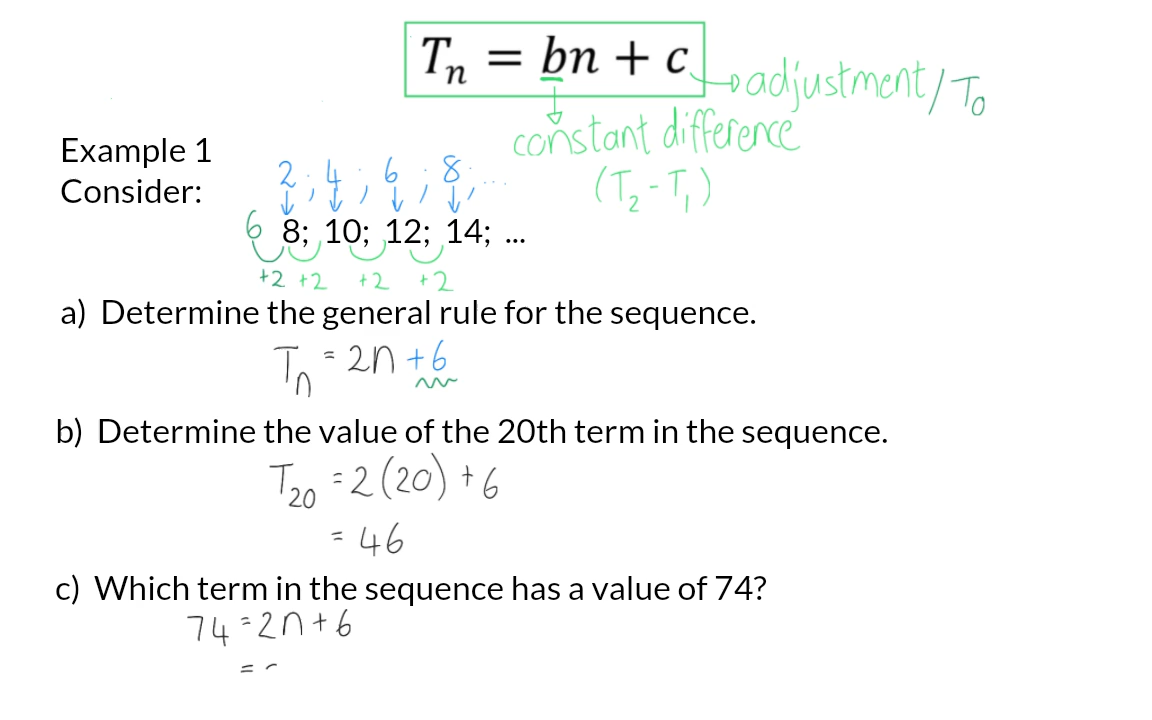 Tn = bn + c
adjustment / T0
constant difference
(T2 - T1)
Example 1
Consider:
2 ; 4 ; 6 ; 8 ; ...
6 8; 10; 12; 14; ...
+2 +2 +2 +2
a) Determine the general rule for the sequence.
Tn = 2n + 6
b) Determine the value of the 20th term in the sequence.
T20 = 2(20) + 6
= 46
c) Which term in the sequence has a value of 74?
74 = 2n + 6
=